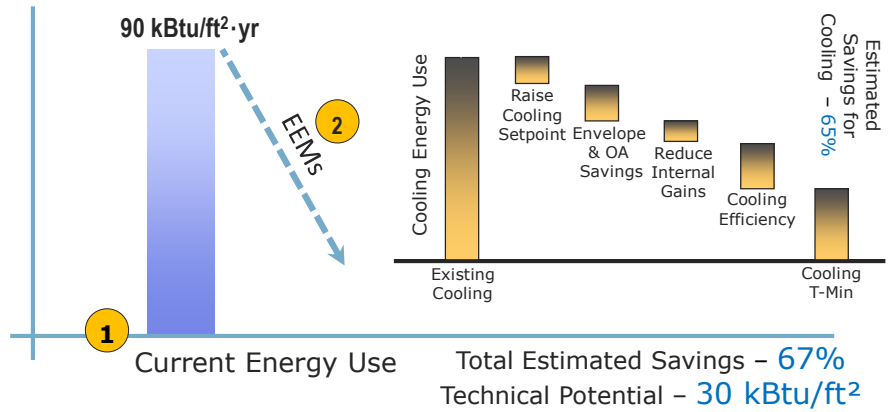 90 kBtu/ft²·yr
EEMs
2
1
Current Energy Use
Cooling Energy Use
Raise
Cooling
Setpoint
Envelope
& OA
Savings
Reduce
Internal
Gains
Cooling
Efficiency
Existing
Cooling
Cooling
T-Min
Estimated
Savings for
Cooling – 65%
Total Estimated Savings – 67%
Technical Potential – 30 kBtu/ft²